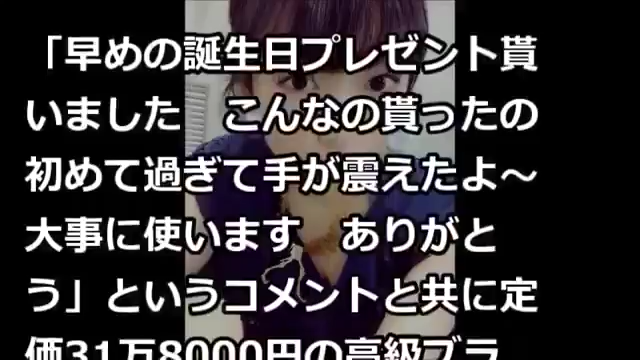 「早めの誕生日プレゼント貰
いました　こんなの貰ったの
初めて過ぎて手が震えたよ〜
大事に使います　ありがと
う」というコメントと共に定
価31万8000円の高級ブラ